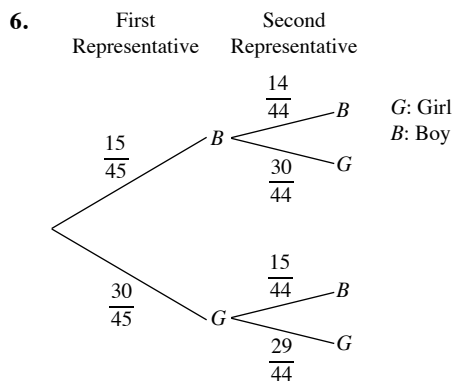 6.
First Second
Representative Representative
14/44
B
G: Girl
B: Boy
15/45
B
30/44
G
15/44
B
30/45
G
29/44
G